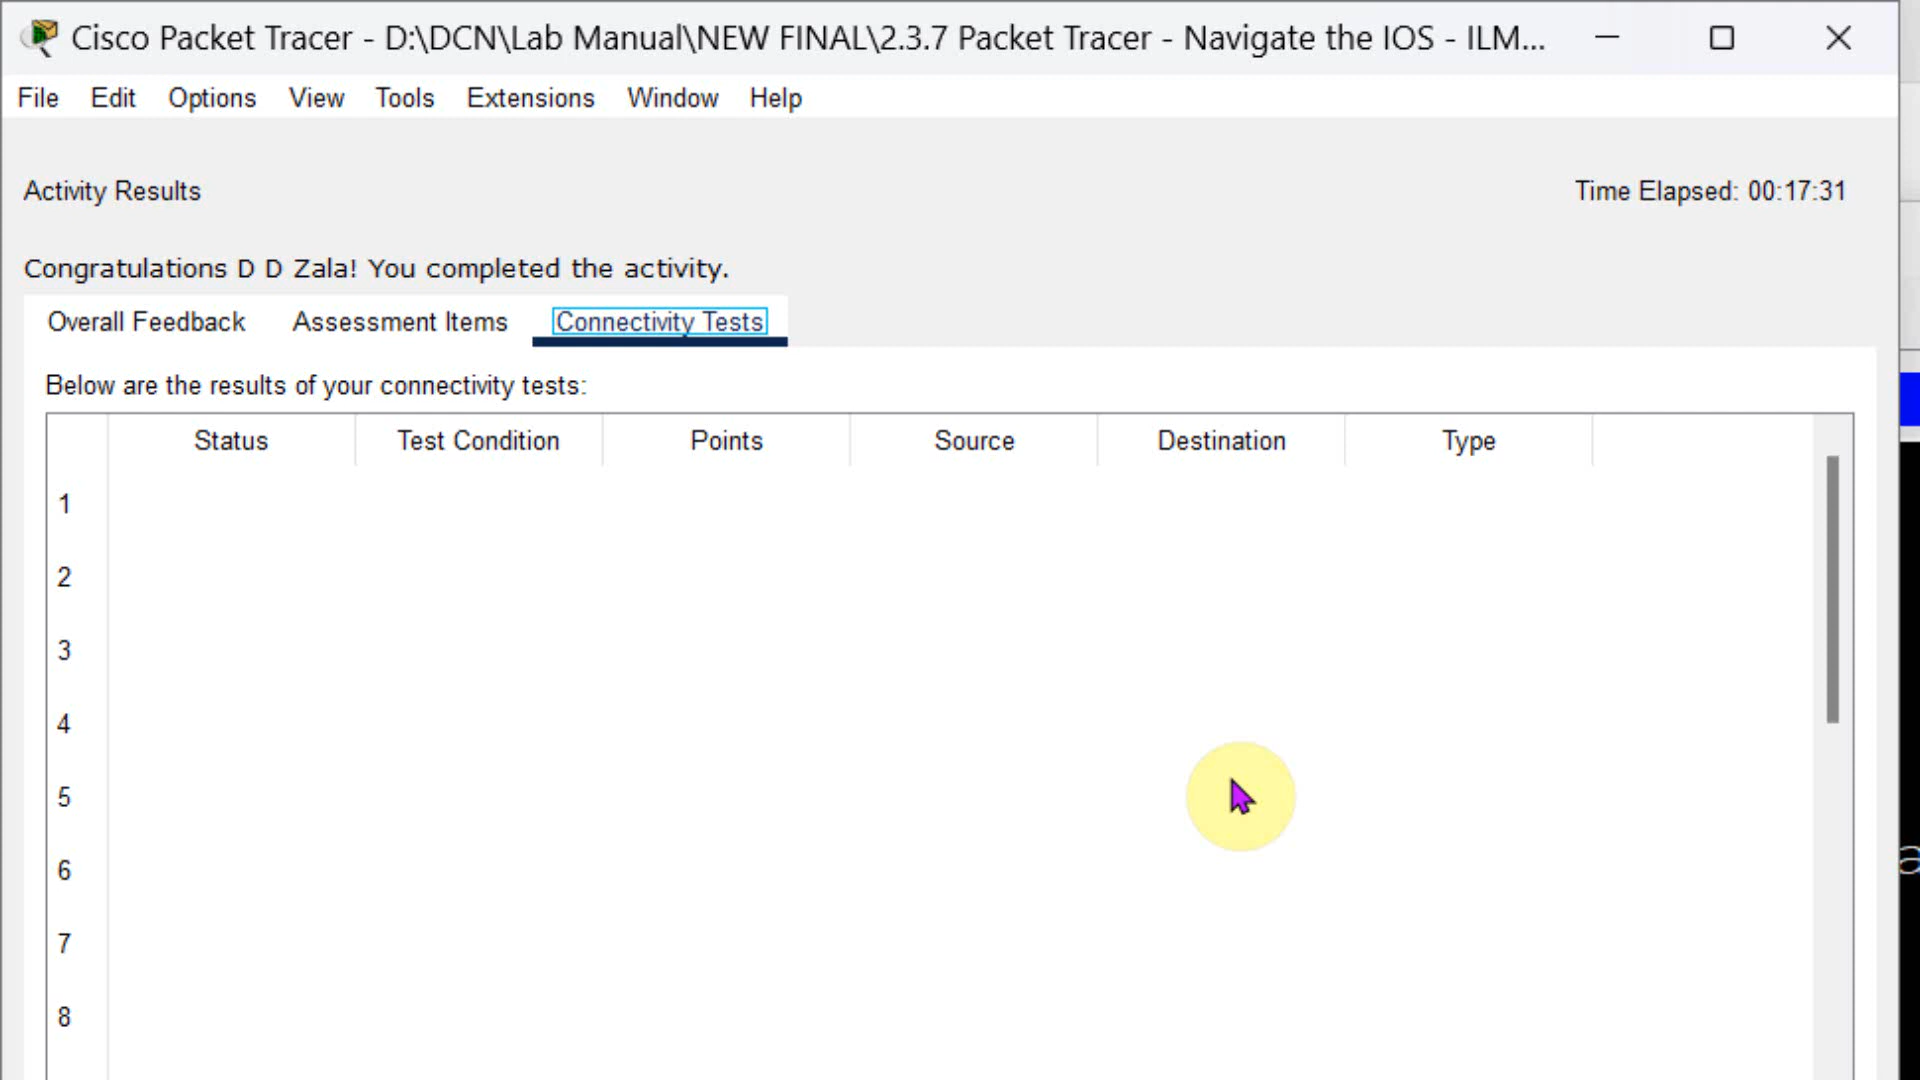 Cisco Packet Tracer - D:\DCN\Lab Manual\NEW FINAL\2.3.7 Packet Tracer - Navigate the IOS - ILM...
File Edit Options View Tools Extensions Window Help
Activity Results Time Elapsed: 00:17:31
Congratulations D D Zala! You completed the activity.
Overall Feedback Assessment Items Connectivity Tests
Below are the results of your connectivity tests:
Status Test Condition Points Source Destination Type
1
2
3
4
5
6
7
8
a